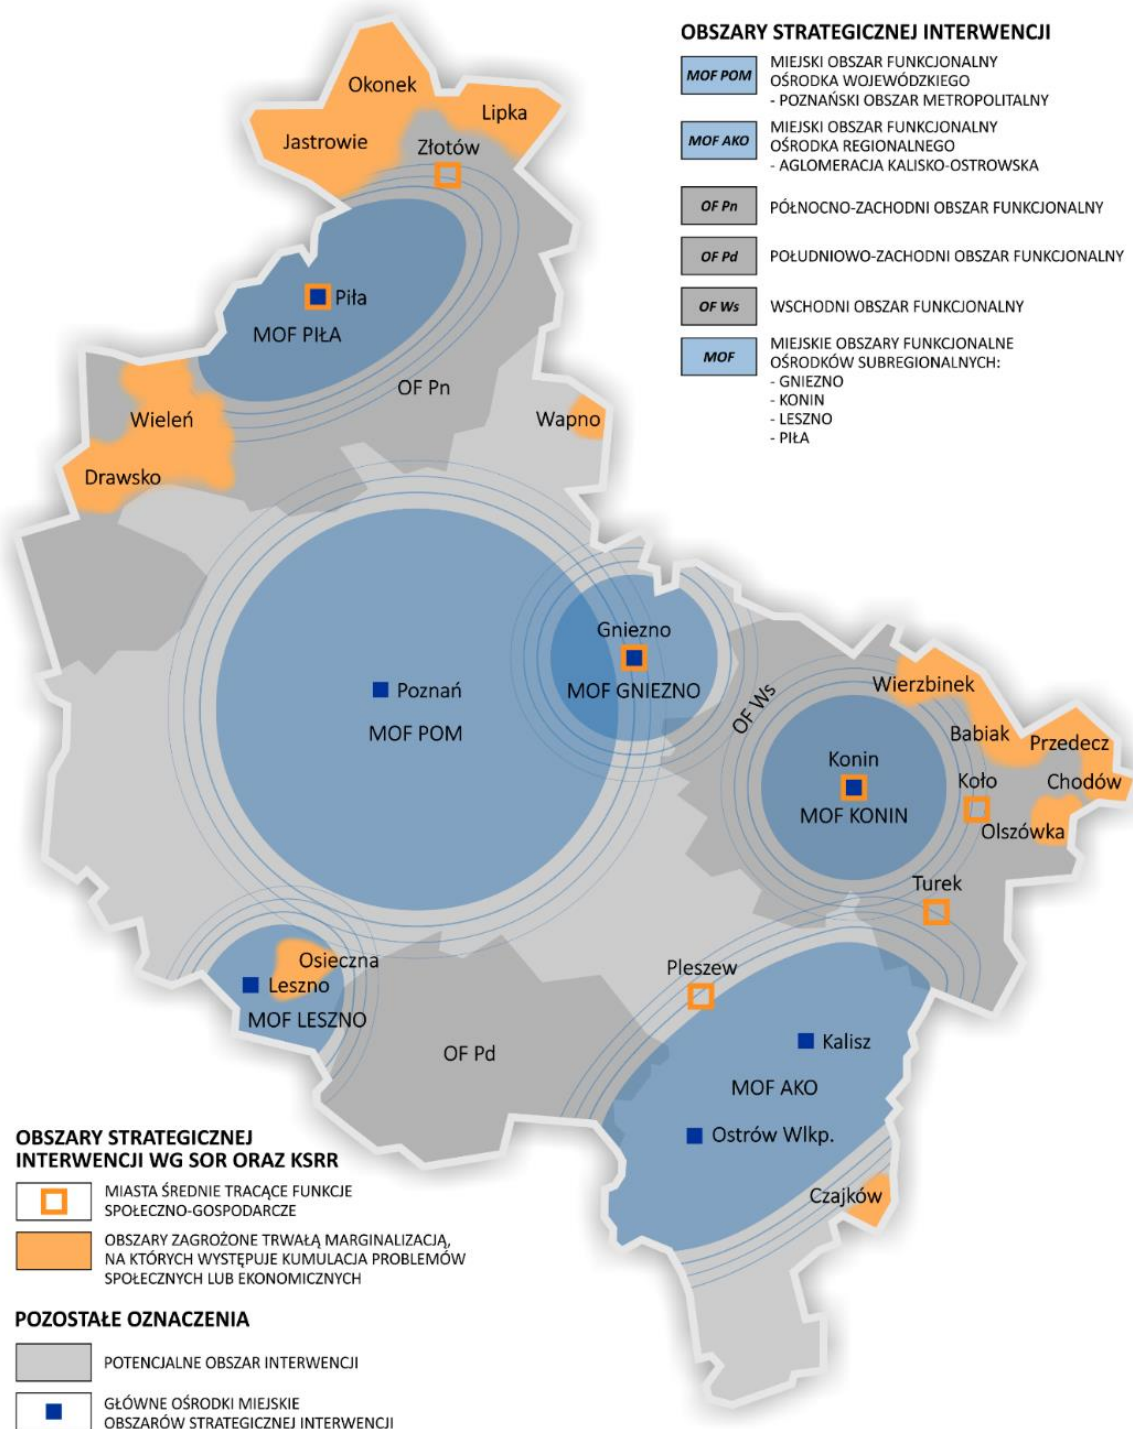 OBSZARY STRATEGICZNEJ INTERWENCJI
MOF POM
MIEJSKI OBSZAR FUNKCJONALNY
OŚRODKA WOJEWÓDZKIEGO
- POZNAŃSKI OBSZAR METROPOLITALNY
MOF AKO
MIEJSKI OBSZAR FUNKCJONALNY
OŚRODKA REGIONALNEGO
- AGLOMERACJA KALISKO-OSTROWSKA
OF Pn
PÓŁNOCNO-ZACHODNI OBSZAR FUNKCJONALNY
OF Pd
POŁUDNIOWO-ZACHODNI OBSZAR FUNKCJONALNY
OF Ws
WSCHODNI OBSZAR FUNKCJONALNY
MOF
MIEJSKIE OBSZARY FUNKCJONALNE
OŚRODKÓW SUBREGIONALNYCH:
- GNIEZNO
- KONIN
- LESZNO
- PIŁA
Okonek
Lipka
Jastrowie
Złotów
Piła
MOF PIŁA
OF Pn
Wieleń
Wapno
Drawsko
Gniezno
MOF GNIEZNO
Poznań
MOF POM
OF Ws
Wierzbinek
Babiak
Przedecz
Konin
Koło
Chodów
MOF KONIN
Olszówka
Turek
Osieczna
Leszno
MOF LESZNO
Pleszew
OF Pd
Kalisz
MOF AKO
Ostrów Wlkp.
Czajków
OBSZARY STRATEGICZNEJ
INTERWENCJI WG SOR ORAZ KSRR
MIASTA ŚREDNIE TRACĄCE FUNKCJE
SPOŁECZNO-GOSPODARCZE
OBSZARY ZAGROŻONE TRWAŁĄ MARGINALIZACJĄ,
NA KTÓRYCH WYSTĘPUJE KUMULACJA PROBLEMÓW
SPOŁECZNYCH LUB EKONOMICZNYCH
POZOSTAŁE OZNACZENIA
POTENCJALNE OBSZAR INTERWENCJI
GŁÓWNE OŚRODKI MIEJSKIE
OBSZARÓW STRATEGICZNEJ INTERWENCJI